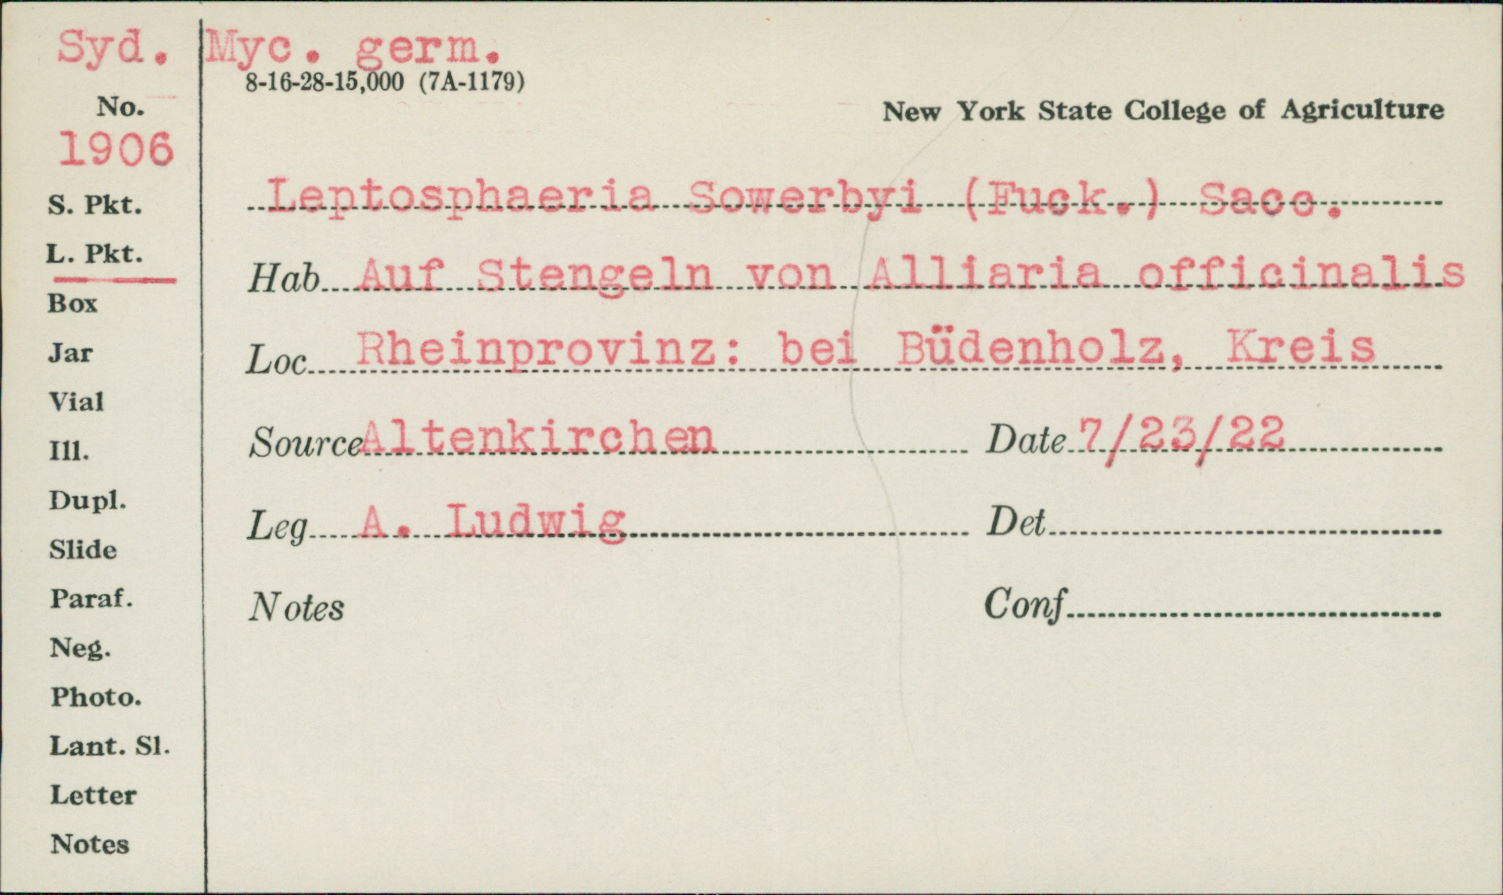 Syd. Myc. germ.
8-16-28-15,000 (7A-1179)
No.
New York State College of Agriculture
1906
S. Pkt.
Leptosphaeria Sowerbyi (Fuck.) Sacc.
L. Pkt.
Hab. Auf Stengeln von Alliaria officinalis
Box
Jar
Loc. Rheinprovinz: bei Büdenholz, Kreis
Vial
Ill.
Source Altenkirchen Date 7/23/22
Dupl.
Leg. A. Ludwig Det.
Slide
Paraf.
Notes Conf.
Neg.
Photo.
Lant. Sl.
Letter
Notes